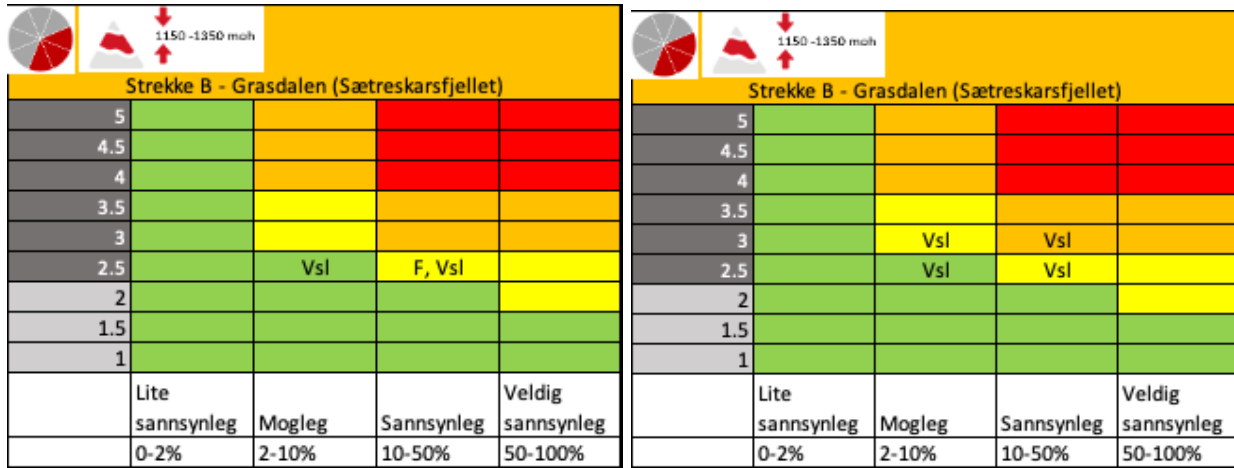 1150 -1350 moh
Strekke B - Grasdalen (Sætreskarsfjellet)
5
4.5
4
3.5
3
2.5 Vsl F, Vsl
2
1.5
1
Lite sannsynleg Mogleg Sannsynleg Veldig sannsynleg
0-2% 2-10% 10-50% 50-100%
1150 -1350 moh
Strekke B - Grasdalen (Sætreskarsfjellet)
5
4.5
4
3.5
3 Vsl Vsl
2.5 Vsl Vsl
2
1.5
1
Lite sannsynleg Mogleg Sannsynleg Veldig sannsynleg
0-2% 2-10% 10-50% 50-100%